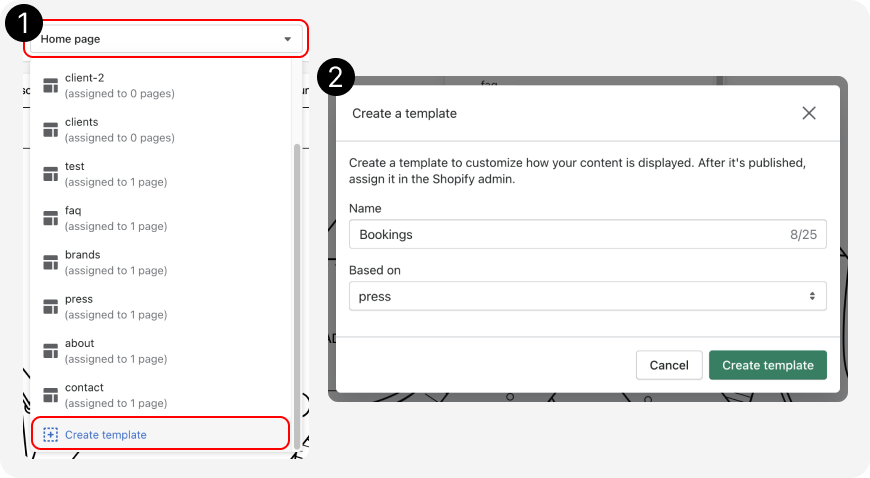 1
Home page
client-2
(assigned to 0 pages)
clients
(assigned to 0 pages)
test
(assigned to 1 page)
faq
(assigned to 1 page)
brands
(assigned to 1 page)
press
(assigned to 1 page)
about
(assigned to 1 page)
contact
(assigned to 1 page)
Create template
2
Create a template
Create a template to customize how your content is displayed. After it's published,
assign it in the Shopify admin.
Name
Bookings 8/25
Based on
press
Cancel Create template